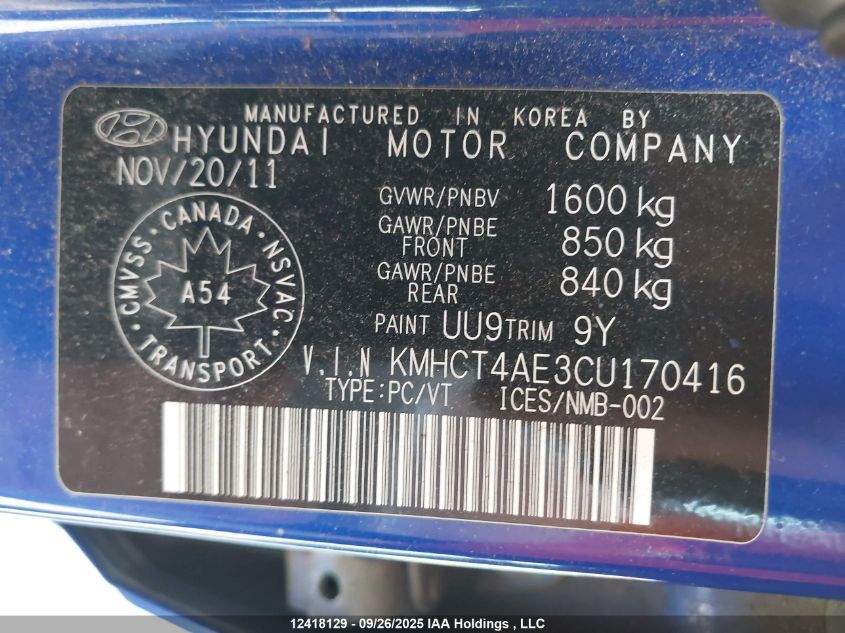 MANUFACTURED IN KOREA BY
HYUNDAI MOTOR COMPANY
NOV/20/11
GVWR/PNBV 1600 kg
GAWR/PNBE FRONT 850 kg
GAWR/PNBE REAR 840 kg
CANADA
CMVSS · NSVAC
A54
TRANSPORT
PAINT UU9 TRIM 9Y
V.I.N KMHCT4AE3CU170416
TYPE:PC/VT ICES/NMB-002
12418129 - 09/26/2025 IAA Holdings , LLC